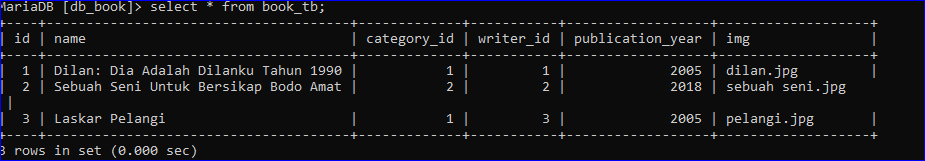 MariaDB [db_book]> select * from book_tb;
+----+-----------------------------------+-------------+-----------+------------------+-----------------+
| id | name                              | category_id | writer_id | publication_year | img             |
+----+-----------------------------------+-------------+-----------+------------------+-----------------+
|  1 | Dilan: Dia Adalah Dilanku Tahun 1990 |           1 |         1 |             2005 | dilan.jpg       |
|  2 | Sebuah Seni Untuk Bersikap Bodo Amat |           2 |         2 |             2018 | sebuah seni.jpg
 |
|  3 | Laskar Pelangi                    |           1 |         3 |             2005 | pelangi.jpg     |
+----+-----------------------------------+-------------+-----------+------------------+-----------------+
3 rows in set (0.000 sec)